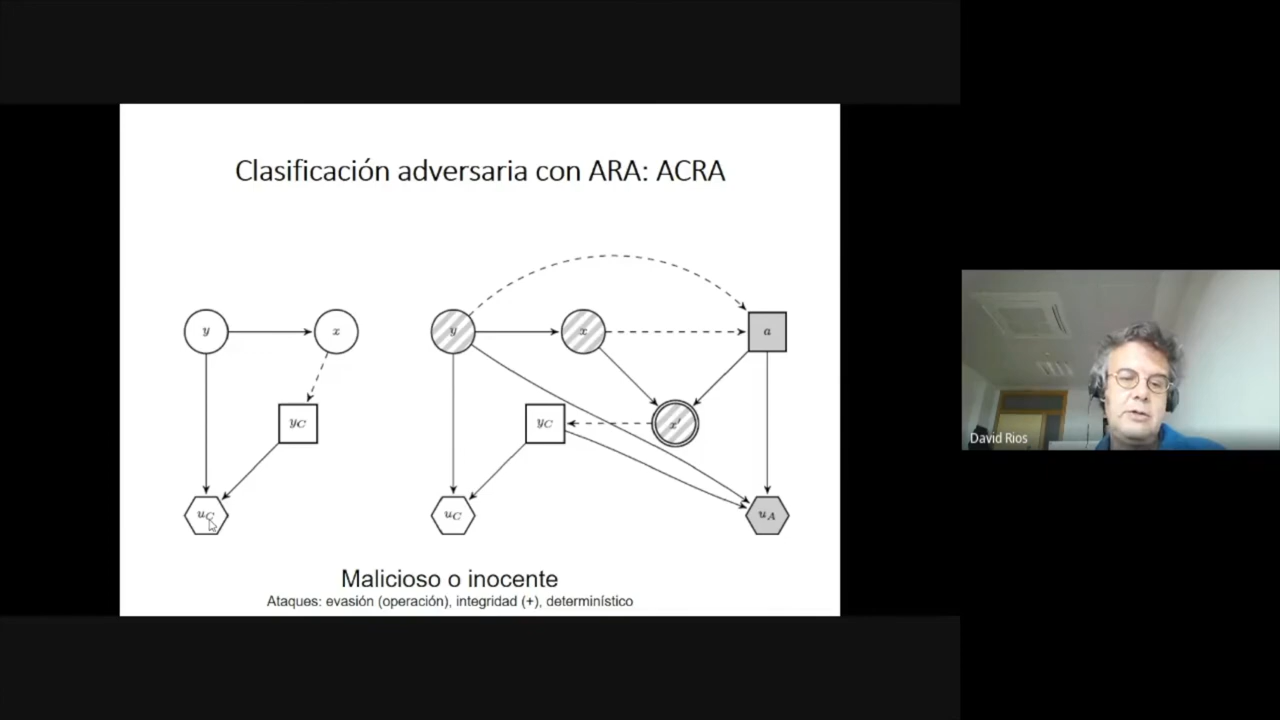 Clasificación adversaria con ARA: ACRA
y
x
y
x
a
y_C
y_C
x'
u_C
u_C
u_A
David Rios
Malicioso o inocente
Ataques: evasión (operación), integridad (+), determinístico